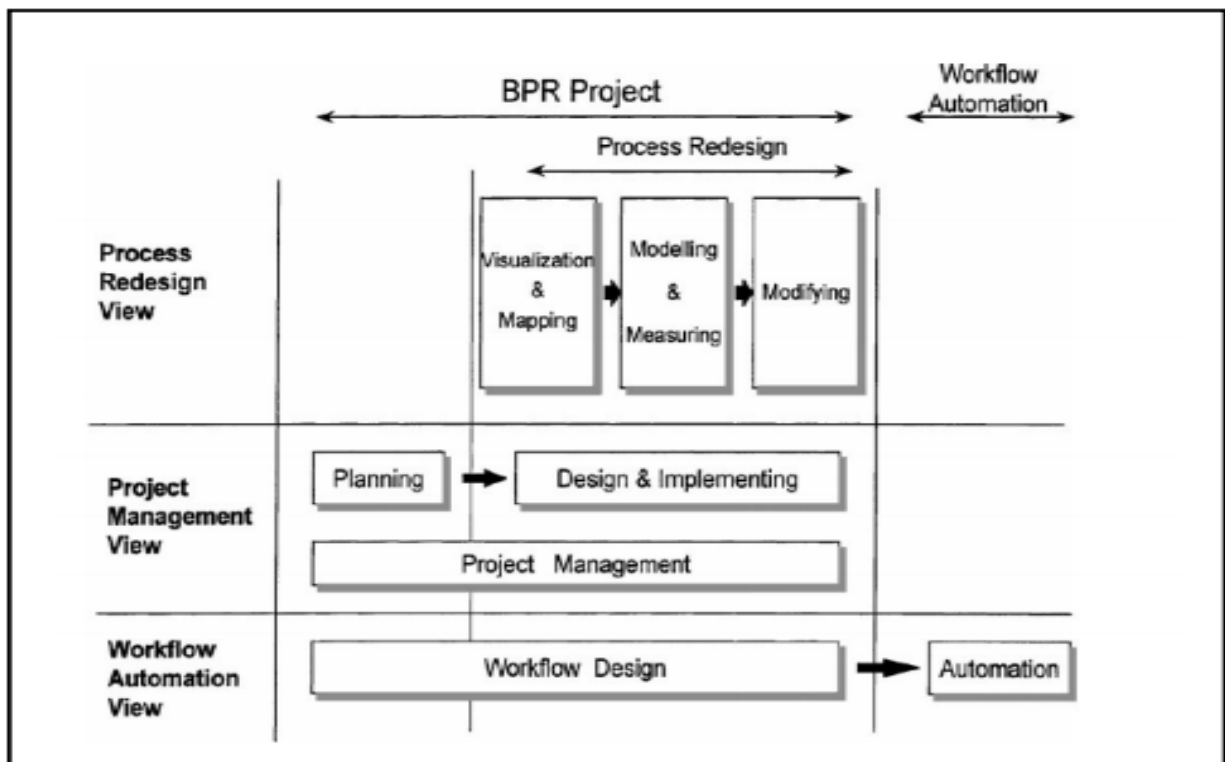 BPR Project
Workflow
Automation
Process Redesign
Process
Redesign
View
Visualization
&
Mapping
Modelling
&
Measuring
Modifying
Project
Management
View
Planning
Design & Implementing
Project Management
Workflow
Automation
View
Workflow Design
Automation